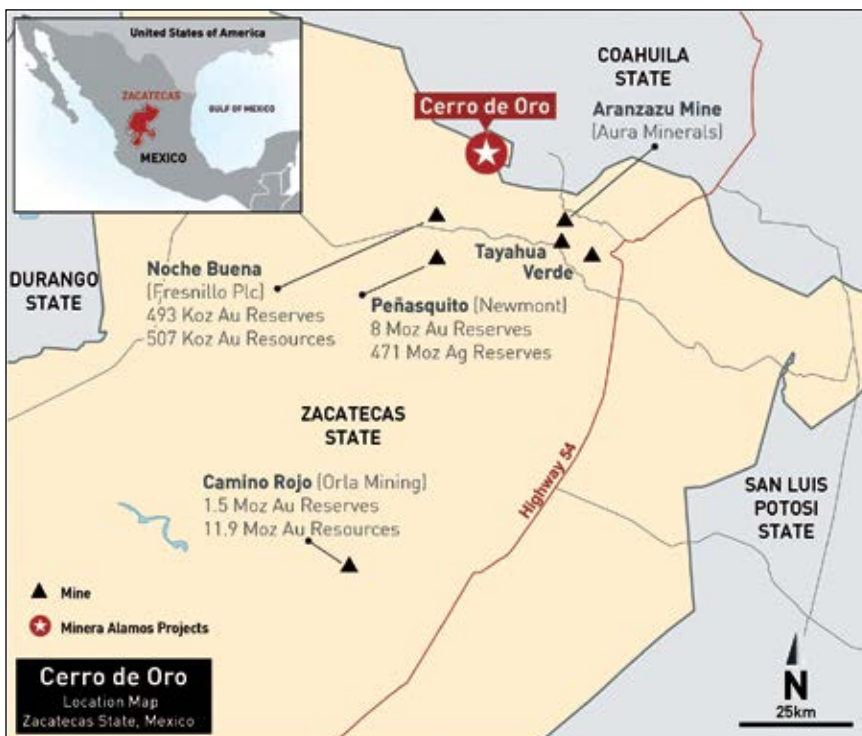 United States of America
ZACATECAS
GULF OF MEXICO
MEXICO
COAHUILA
STATE
Cerro de Oro
Aranzazu Mine
(Aura Minerals)
DURANGO
STATE
Noche Buena
(Fresnillo Plc)
493 Koz Au Reserves
507 Koz Au Resources
Tayahua
Verde
Peñasquito (Newmont)
8 Moz Au Reserves
471 Moz Ag Reserves
ZACATECAS
STATE
Camino Rojo (Orla Mining)
1.5 Moz Au Reserves
11.9 Moz Au Resources
Highway 54
SAN LUIS
POTOSI
STATE
Mine
Minera Alamos Projects
Cerro de Oro
Location Map
Zacatecas State, Mexico
N
25km